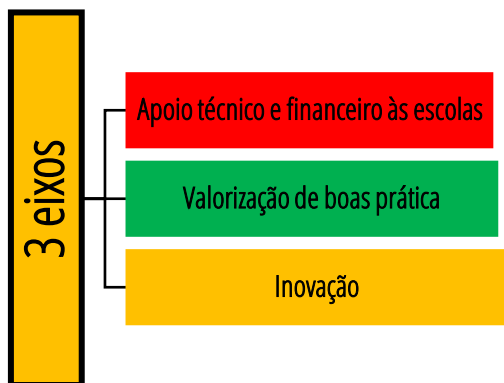 3 eixos
Apoio técnico e financeiro às escolas
Valorização de boas prática
Inovação